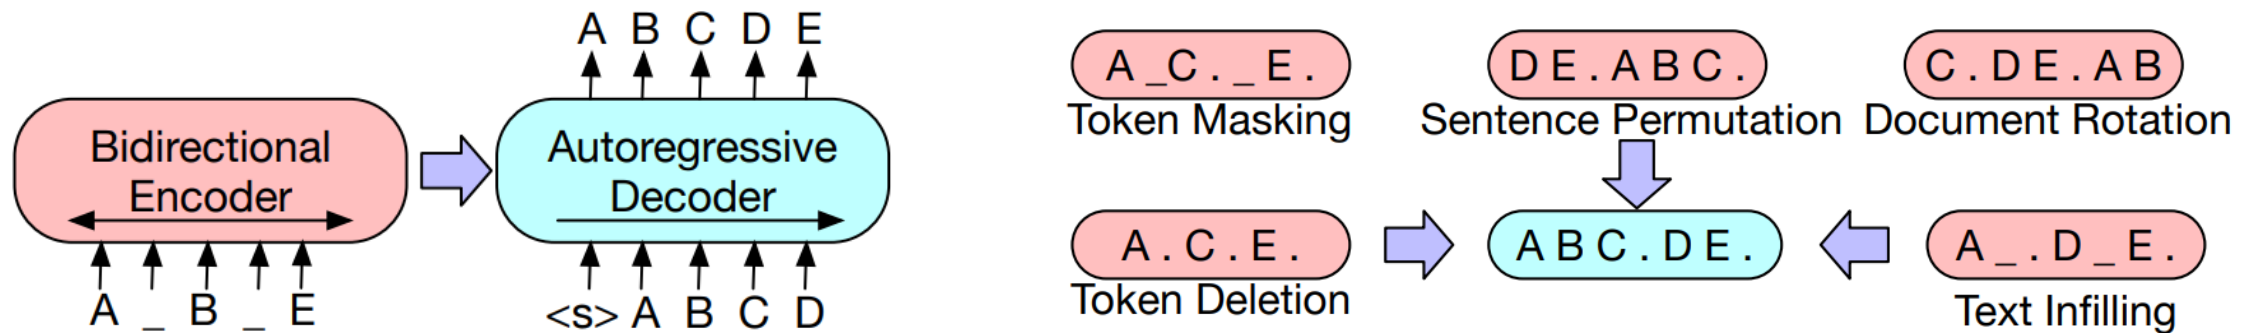 A B C D E
Bidirectional
Encoder
Autoregressive
Decoder
A _ B _ E
<s> A B C D
A _C . _ E .
Token Masking
D E . A B C .
Sentence Permutation
C . D E . A B
Document Rotation
A . C . E .
Token Deletion
A B C . D E .
A _ . D _ E .
Text Infilling